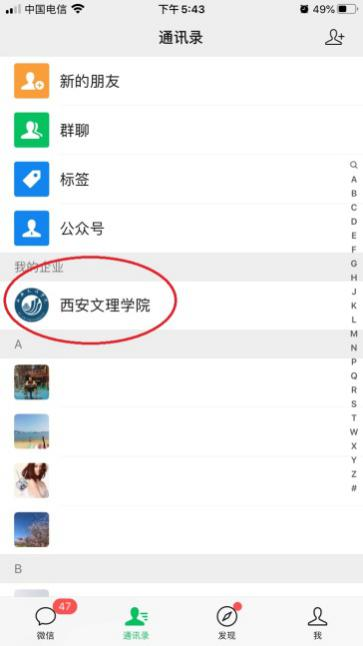 中国电信 下午5:43 49%
通讯录
新的朋友
群聊
标签
公众号
我的企业
西安文理学院
A
B
A
B
C
D
E
F
G
H
J
K
L
M
N
P
Q
R
S
T
W
X
Y
Z
#
47
微信 通讯录 发现 我